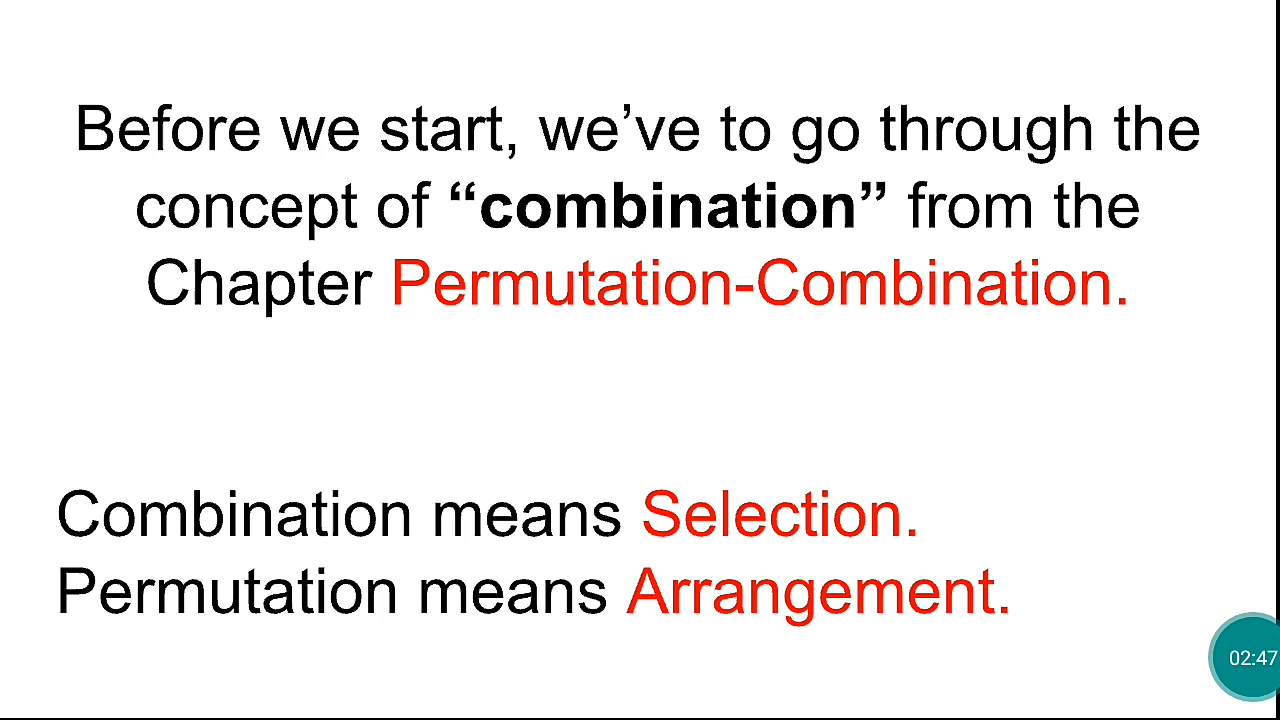 Before we start, we’ve to go through the
concept of “combination” from the
Chapter Permutation-Combination.
Combination means Selection.
Permutation means Arrangement.
02:47